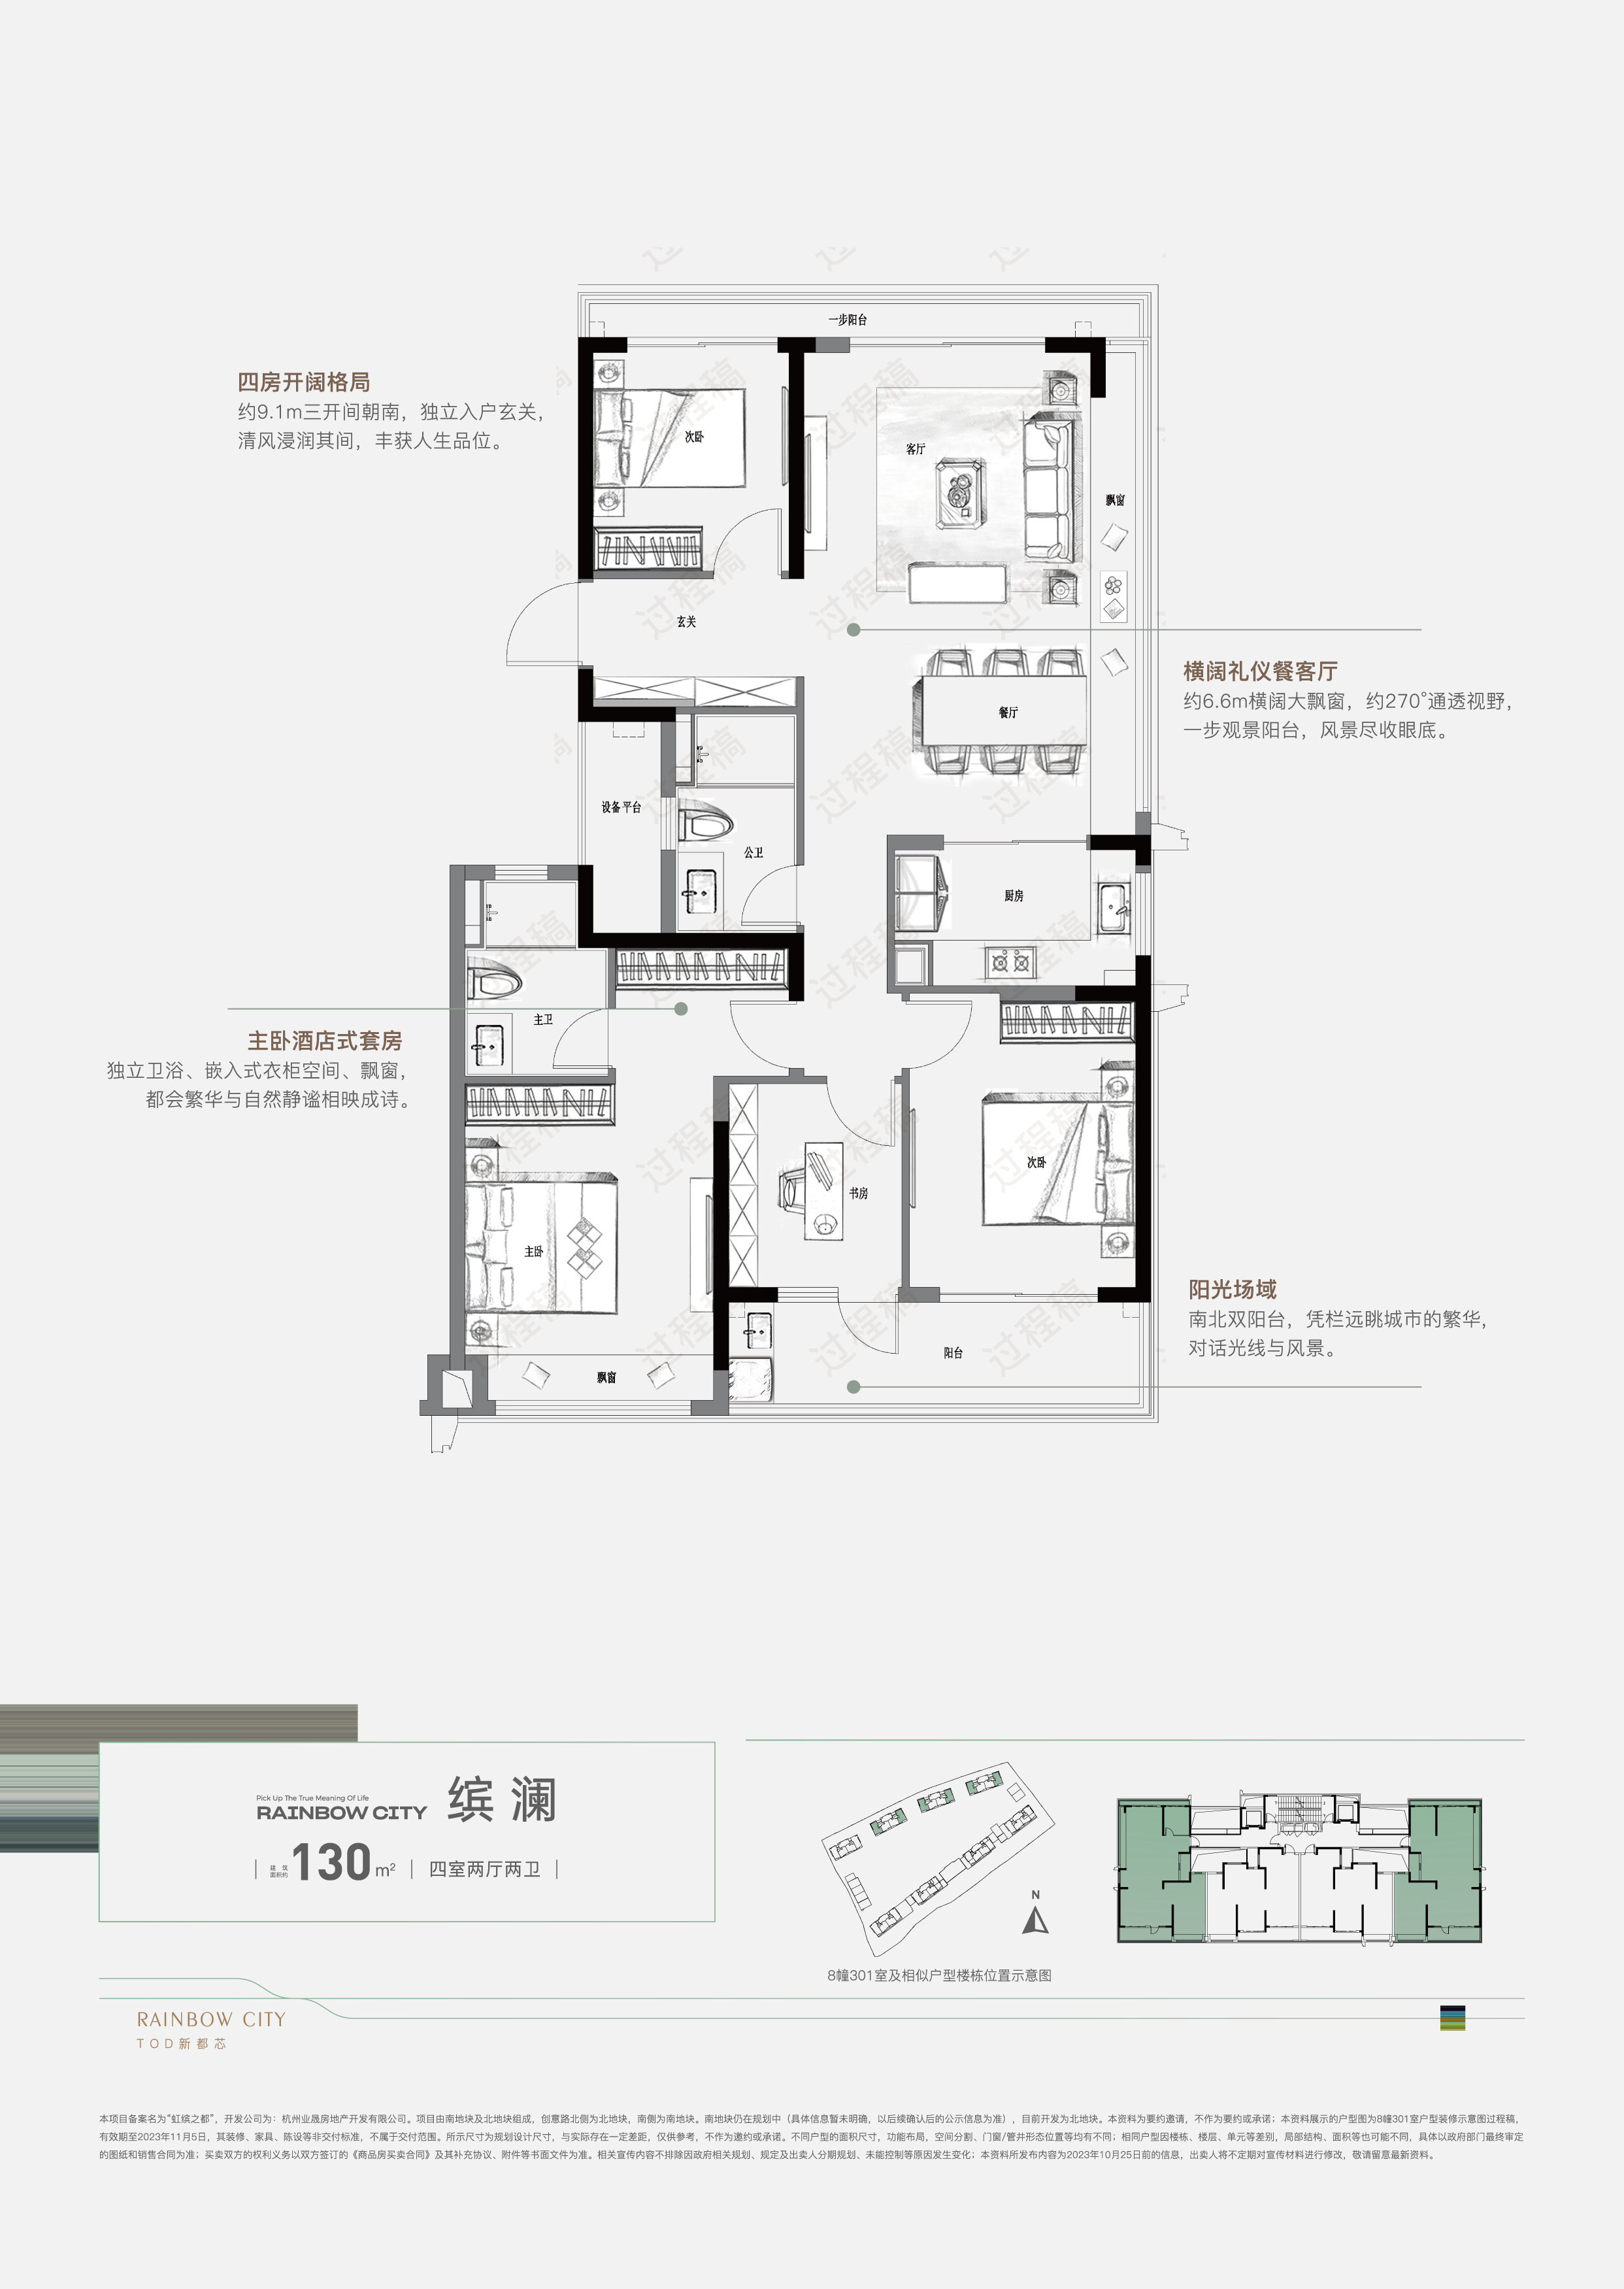 一步阳台
四房开阔格局
约9.1m三开间朝南，独立入户玄关，
清风浸润其间，丰获人生品位。
次卧
客厅
飘窗
玄关
横阔礼仪餐客厅
约6.6m横阔大飘窗，约270°通透视野，
一步观景阳台，风景尽收眼底。
餐厅
设备平台
公卫
厨房
主卫
主卧酒店式套房
独立卫浴、嵌入式衣柜空间、飘窗，
都会繁华与自然静谧相映成诗。
次卧
书房
主卧
阳光场域
南北双阳台，凭栏远眺城市的繁华，
对话光线与风景。
阳台
飘窗
过程稿
Pick Up The True Meaning Of Life
RAINBOW CITY 缤澜
建筑面积约130m² 四室两厅两卫
N
8幢301室及相似户型楼栋位置示意图
RAINBOW CITY
TOD新都芯
本项目备案名为“虹缤之都”，开发公司为：杭州业晟房地产开发有限公司。项目由南地块及北地块组成，创意路北侧为北地块，南侧为南地块。南地块仍在规划中（具体信息暂未明确，以后续确认后的公示信息为准），目前开发为北地块。本资料为要约邀请，不作为要约或承诺；本资料展示的户型图为8幢301室户型装修示意图过程稿，
有效期至2023年11月5日，其装修、家具、陈设等非交付标准，不属于交付范围。所示尺寸为规划设计尺寸，与实际存在一定差距，仅供参考，不作为邀约或承诺。不同户型的面积尺寸，功能布局，空间分割、门窗/管井形态位置等均有不同；相同户型因楼栋、楼层、单元等差别，局部结构、面积等也可能不同，具体以政府部门最终审定
的图纸和销售合同为准；买卖双方的权利义务以双方签订的《商品房买卖合同》及其补充协议、附件等书面文件为准。相关宣传内容不排除因政府相关规划、规定及出卖人分期规划、未能控制等原因发生变化；本资料所发布内容为2023年10月25日前的信息，出卖人将不定期对宣传材料进行修改，敬请留意最新资料。